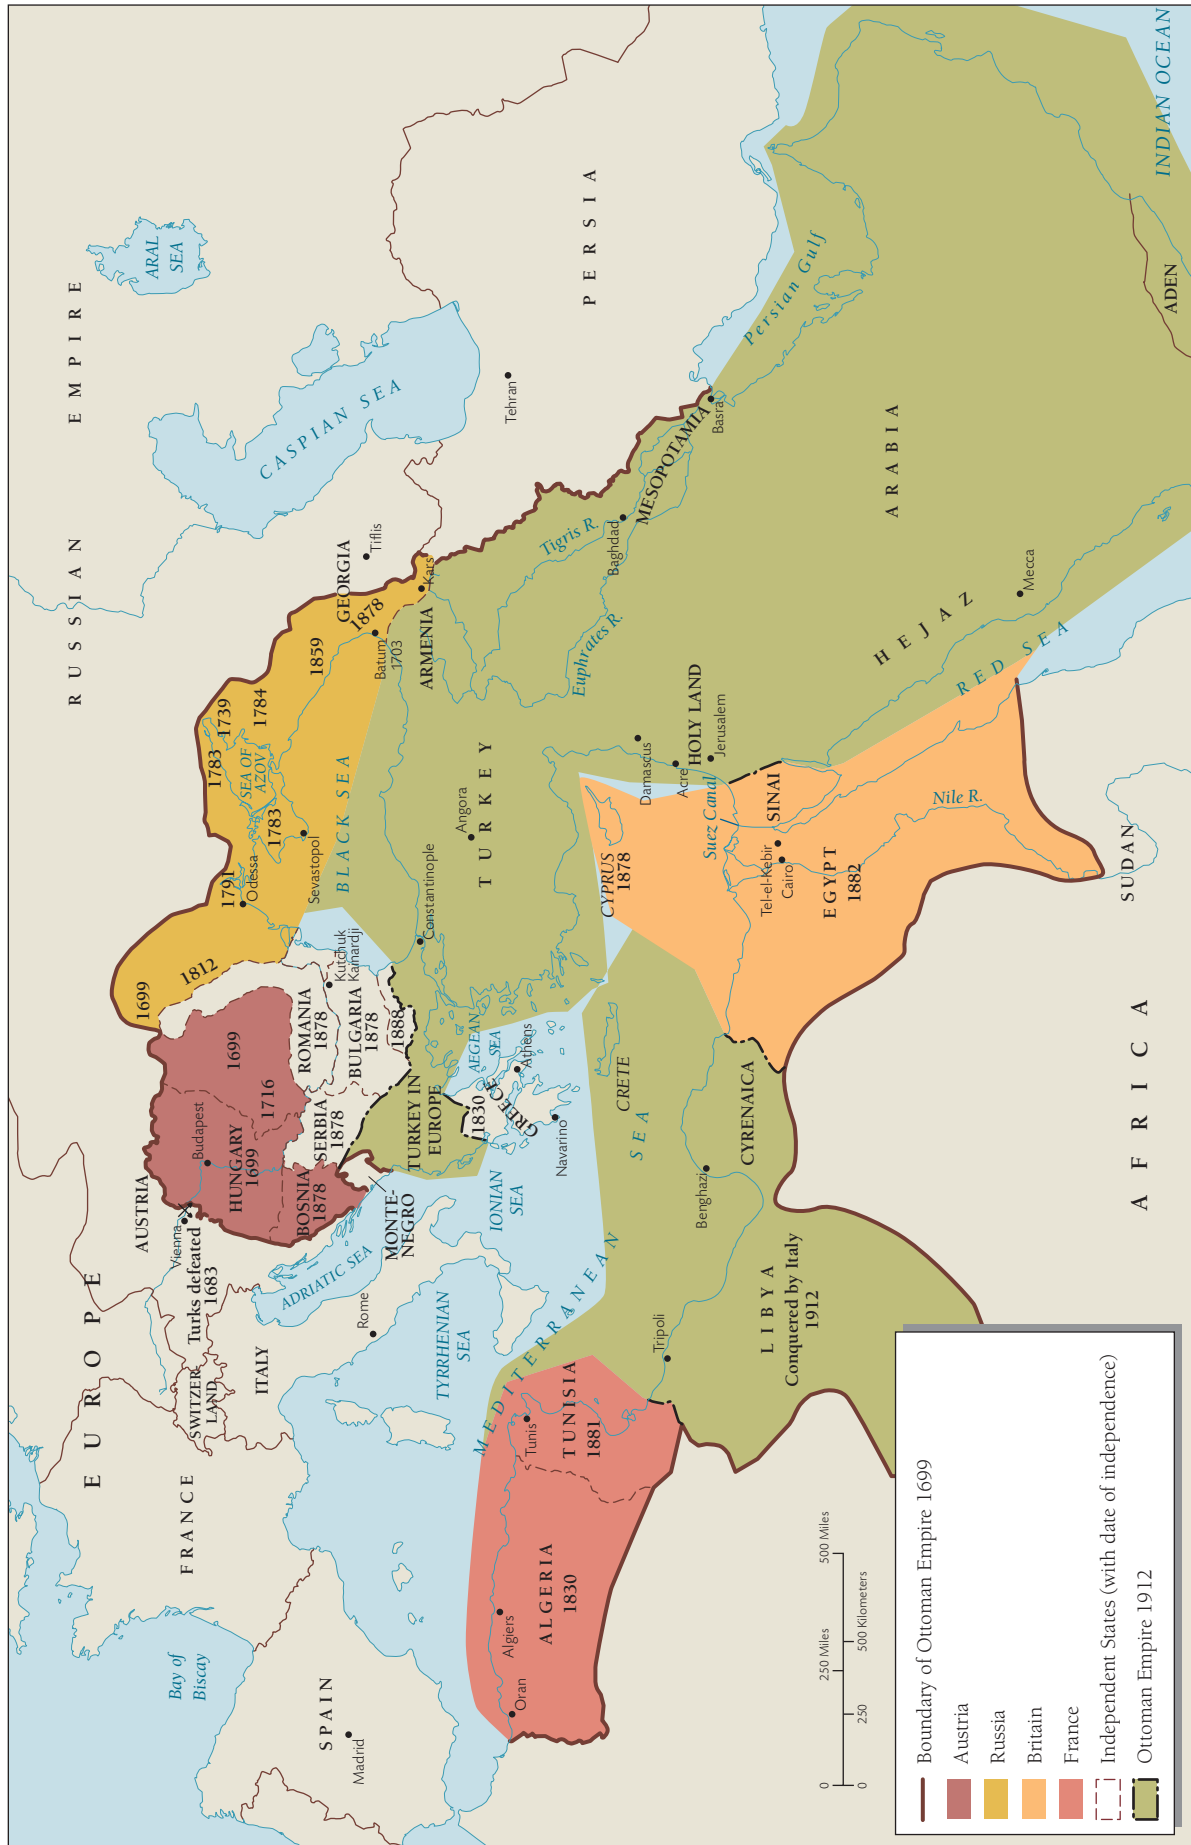 EUROPE
RUSSIAN EMPIRE
ARAL
SEA
CASPIAN SEA
PERSIA
Tehran
Bay of
Biscay
FRANCE
SPAIN
Madrid
SWITZER-
LAND
ITALY
Rome
AUSTRIA
Vienna
Turks defeated
1683
Budapest
HUNGARY
1699
1699
1716
BOSNIA
1878
SERBIA
1878
MONTE-
NEGRO
ROMANIA
1878
BULGARIA
1878
1888
Kutchuk
Kainardji
1699
1812
1791
Odessa
Sevastopol
1783
1783
SEA OF
AZOV
1739
1784
1859
BLACK SEA
GEORGIA
Tiflis
1878
Batum
1703
Kars
ARMENIA
TURKEY IN
EUROPE
Constantinople
Angora
TURKEY
1830
GREECE
Athens
Navarino
AEGEAN
SEA
IONIAN
SEA
ADRIATIC SEA
TYRRHENIAN
SEA
MEDITERRANEAN SEA
CRETE
CYPRUS
1878
Tigris R.
Euphrates R.
MESOPOTAMIA
Baghdad
Basra
Persian Gulf
Damascus
Acre
HOLY LAND
Jerusalem
Suez Canal
SINAI
Tel-el-Kebir
Cairo
EGYPT
1882
Nile R.
RED SEA
HEJAZ
Mecca
ARABIA
ADEN
INDIAN OCEAN
SUDAN
AFRICA
CYRENAICA
Benghazi
LIBYA
Conquered by Italy
1912
Tripoli
TUNISIA
1881
Tunis
ALGERIA
1830
Algiers
Oran
0 250 Miles 500 Miles
0 250 500 Kilometers
Boundary of Ottoman Empire 1699
Austria
Russia
Britain
France
Independent States (with date of independence)
Ottoman Empire 1912